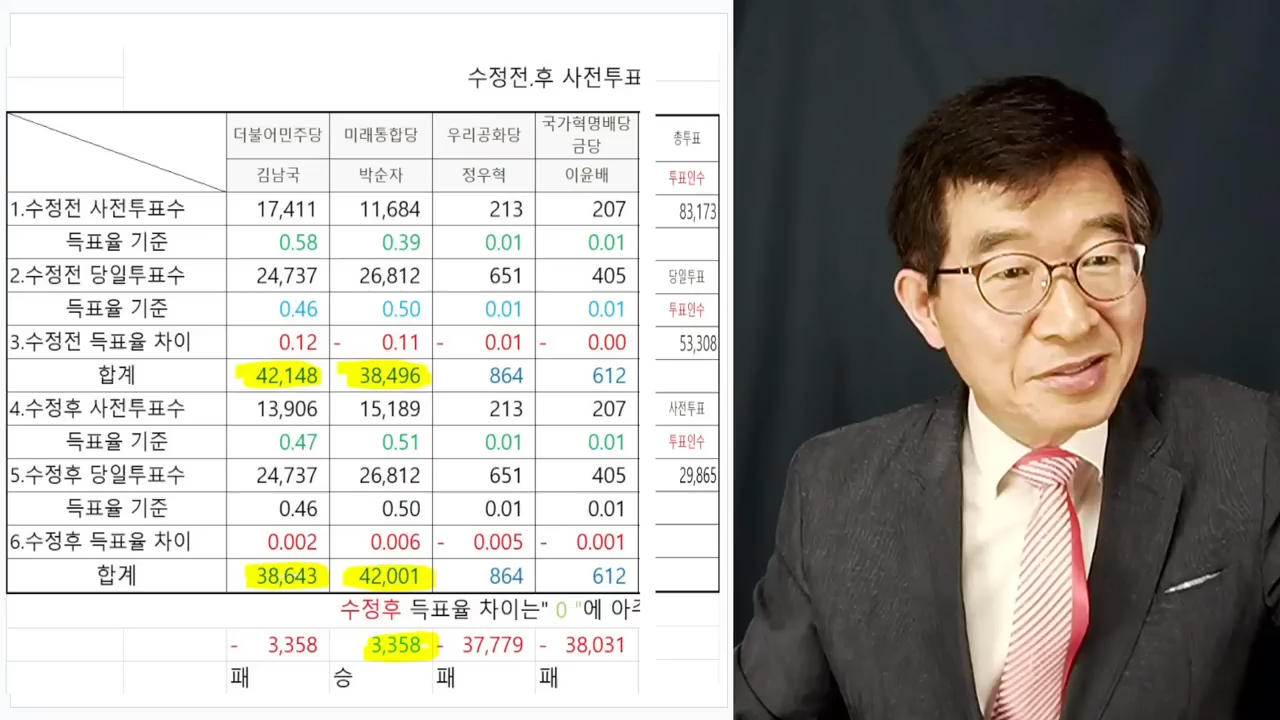 수정전.후 사전투표
더불어민주당 미래통합당 우리공화당 국가혁명배당
금당
총투표
김남국 박순자 정우혁 이윤배 투표인수
1.수정전 사전투표수 17,411 11,684 213 207 83,173
득표율 기준 0.58 0.39 0.01 0.01
2.수정전 당일투표수 24,737 26,812 651 405 당일투표
득표율 기준 0.46 0.50 0.01 0.01 투표인수
3.수정전 득표율 차이 0.12 - 0.11 - 0.01 - 0.00 53,308
합계 42,148 38,496 864 612
4.수정후 사전투표수 13,906 15,189 213 207 사전투표
득표율 기준 0.47 0.51 0.01 0.01 투표인수
5.수정후 당일투표수 24,737 26,812 651 405 29,865
득표율 기준 0.46 0.50 0.01 0.01
6.수정후 득표율 차이 0.002 0.006 - 0.005 - 0.001
합계 38,643 42,001 864 612
수정후 득표율 차이는" 0 "에 아
- 3,358 3,358 - 37,779 - 38,031
패 승 패 패